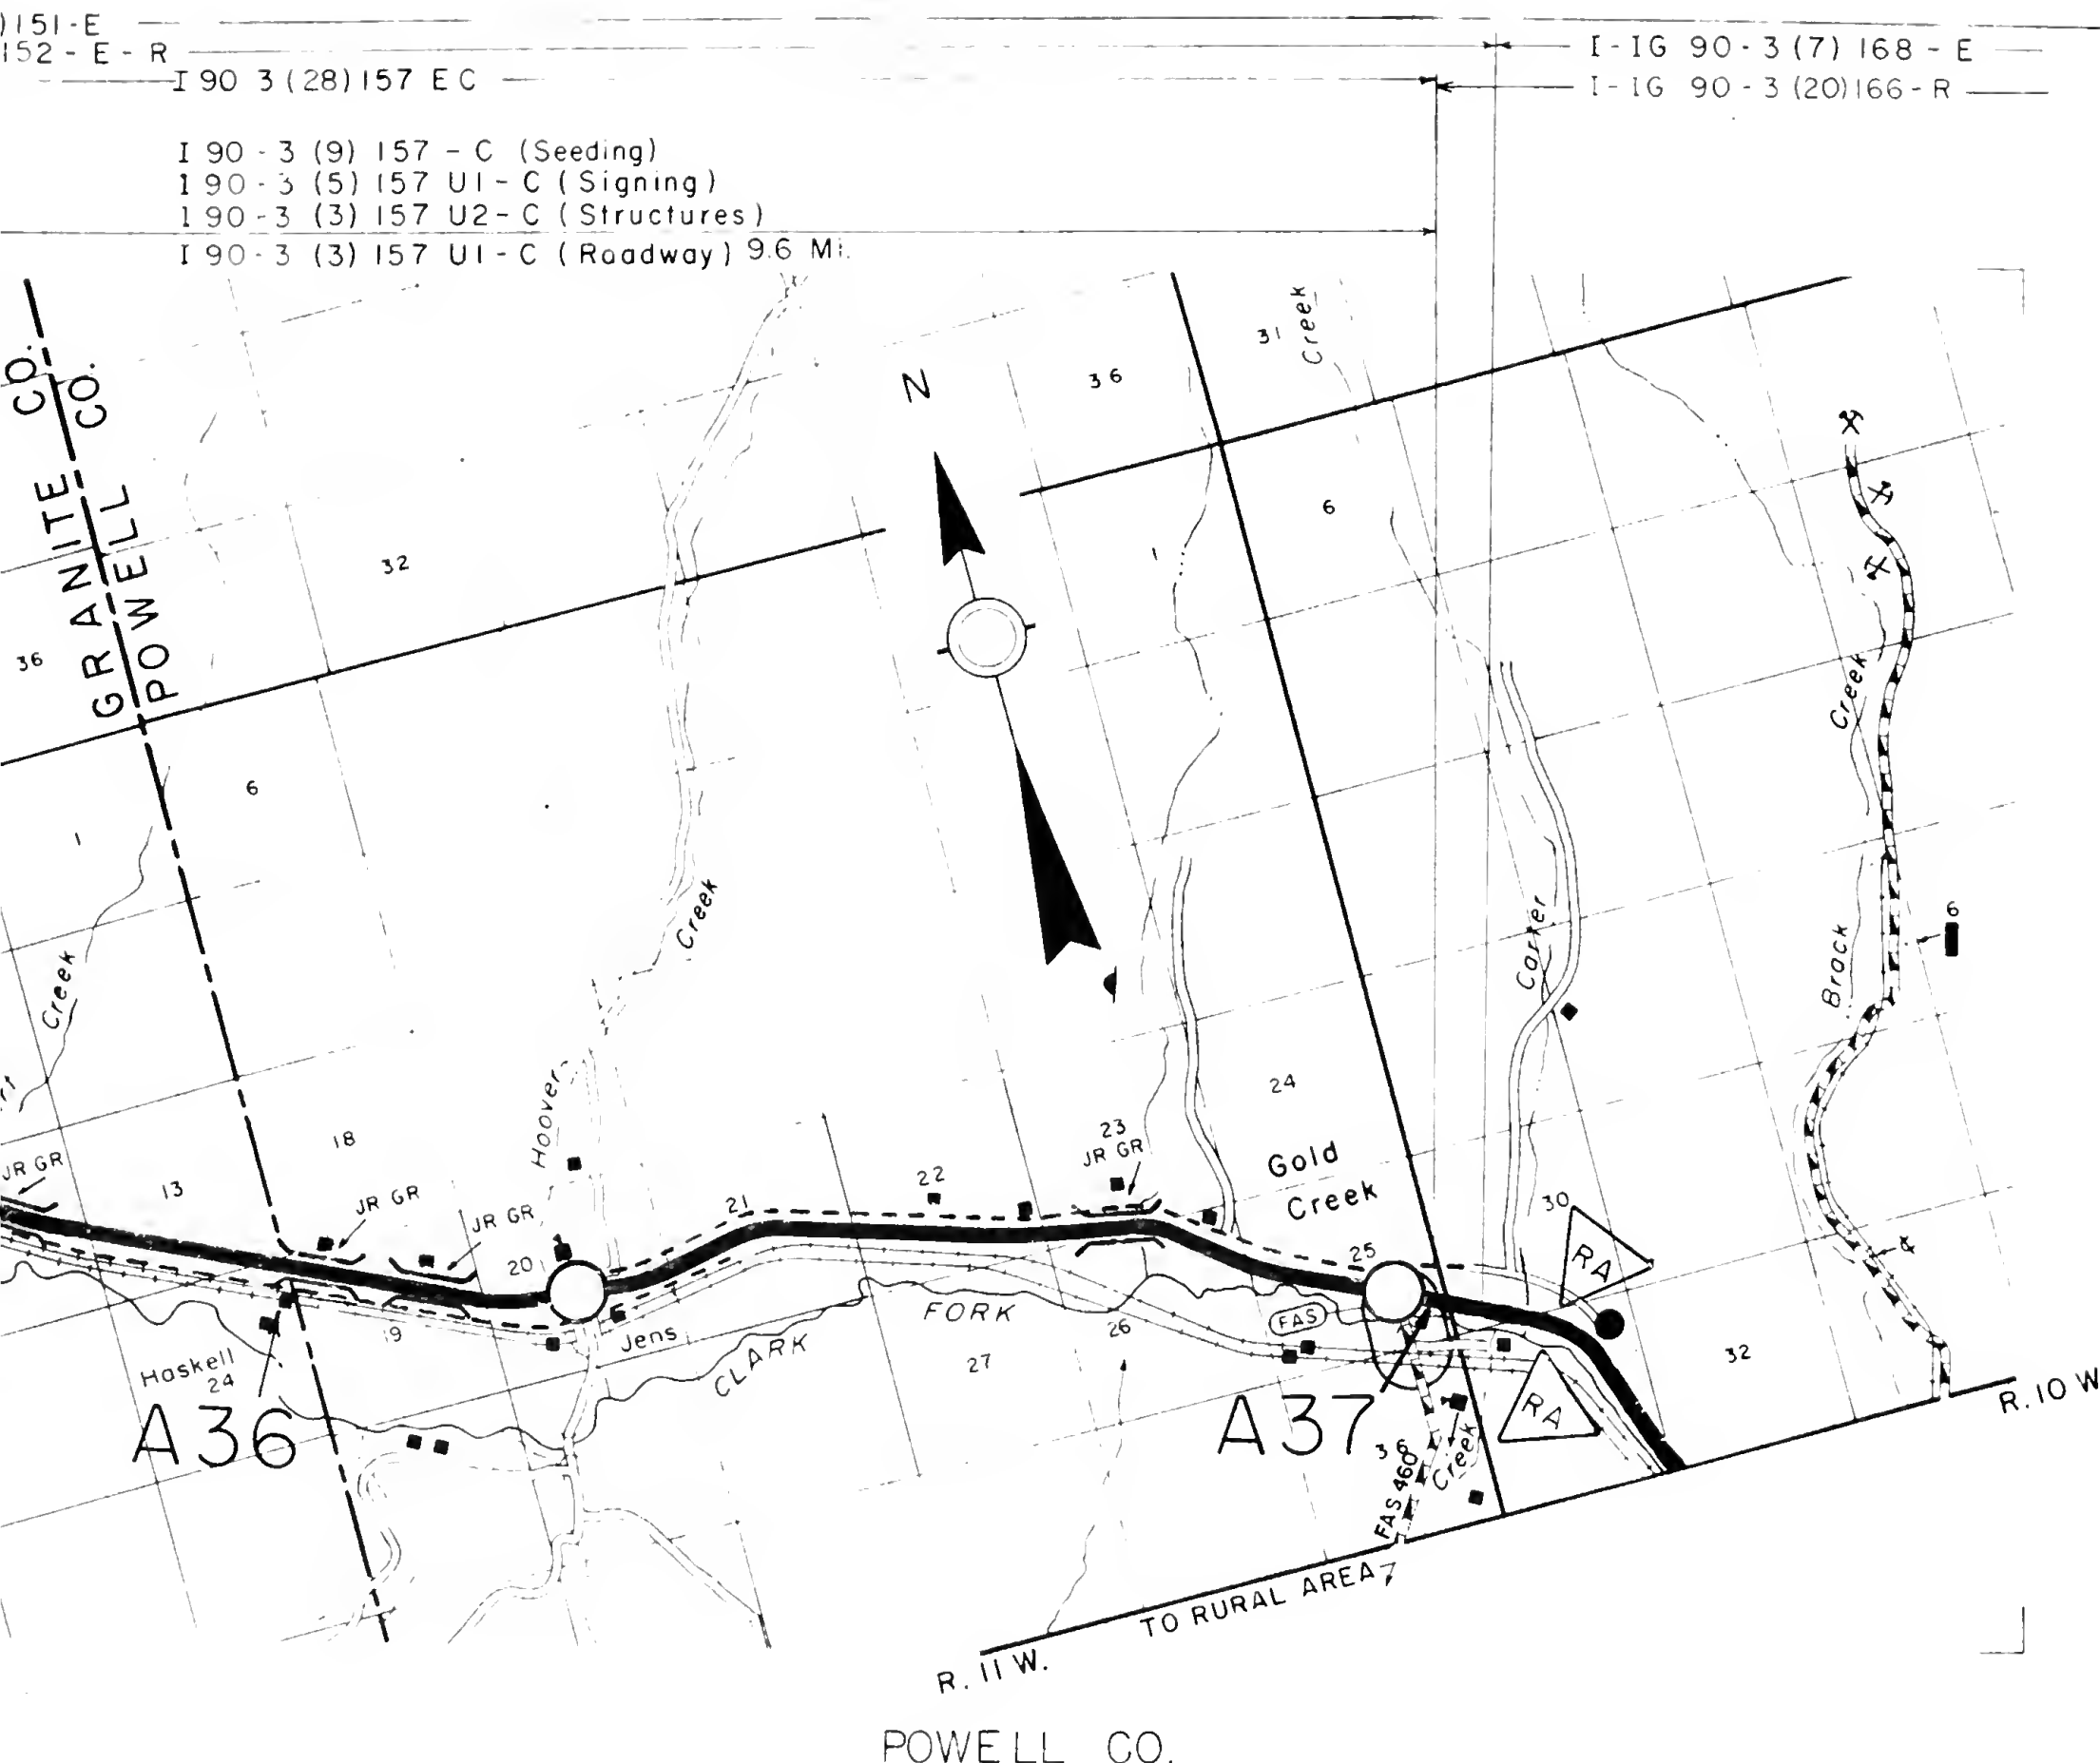 )151-E
152-E-R
I 90 3(28)157 EC
I-IG 90-3(7)168-E
I-IG 90-3(20)166-R
I 90-3 (9) 157-C (Seeding)
I 90-3 (5) 157 U1-C (Signing)
I 90-3 (3) 157 U2-C (Structures)
I 90-3 (3) 157 U1-C (Roadway) 9.6 Mi.
GRANITE CO.
POWELL CO.
N
36
31
Creek
6
1
32
36
6
1
Creek
Creek
Creek
Carter
Brock
6
Hoover
24
18
23
JR GR
Gold
Creek
JR GR
13
JR GR
JR GR
22
21
20
30
25
RA
FORK
FAS
26
Jens
19
CLARK
27
32
Haskell
24
RA
R. 10 W.
A36
A37
36
FAS 460
Creek
TO RURAL AREA 7
R. 11 W.
POWELL CO.